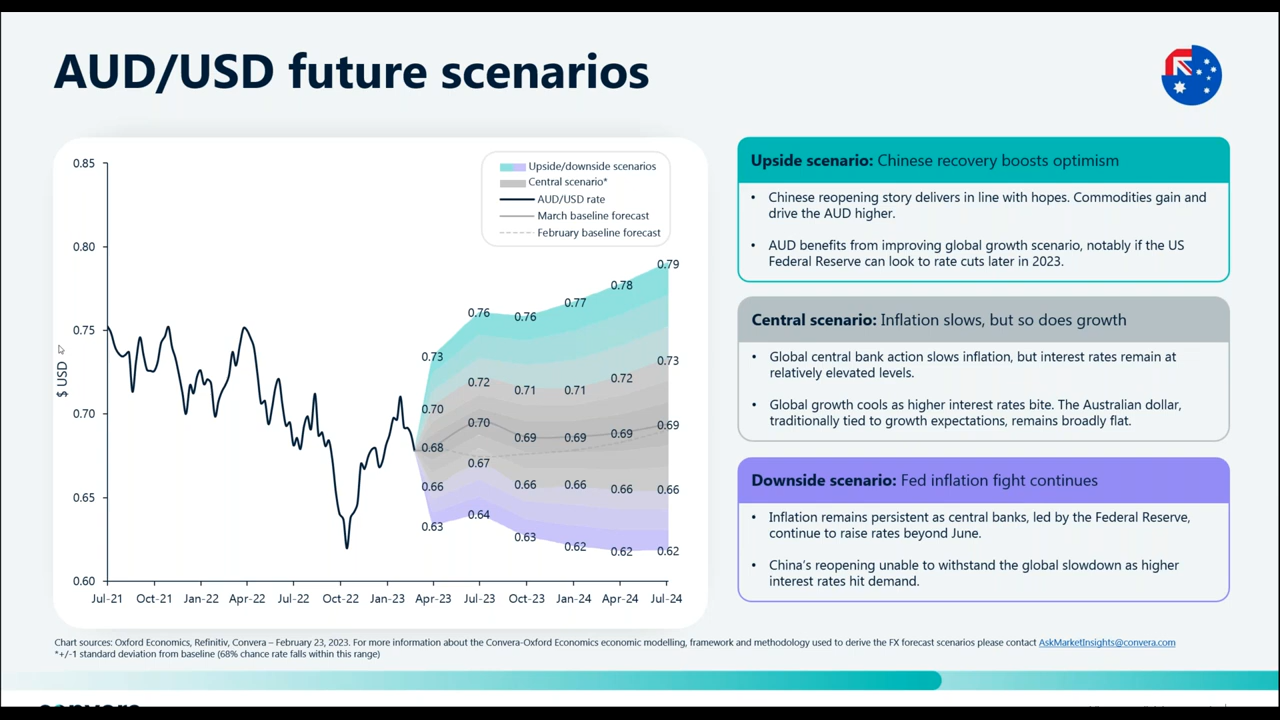 AUD/USD future scenarios
0.85
0.80
0.75
0.70
0.65
0.60
$ USD
Upside/downside scenarios
Central scenario*
AUD/USD rate
March baseline forecast
February baseline forecast
0.73
0.76
0.76
0.77
0.78
0.79
0.70
0.72
0.71
0.71
0.72
0.73
0.68
0.70
0.69
0.69
0.69
0.69
0.66
0.67
0.66
0.66
0.66
0.66
0.63
0.64
0.63
0.62
0.62
0.62
Jul-21 Oct-21 Jan-22 Apr-22 Jul-22 Oct-22 Jan-23 Apr-23 Jul-23 Oct-23 Jan-24 Apr-24 Jul-24
Upside scenario: Chinese recovery boosts optimism
• Chinese reopening story delivers in line with hopes. Commodities gain and
drive the AUD higher.
• AUD benefits from improving global growth scenario, notably if the US
Federal Reserve can look to rate cuts later in 2023.
Central scenario: Inflation slows, but so does growth
• Global central bank action slows inflation, but interest rates remain at
relatively elevated levels.
• Global growth cools as higher interest rates bite. The Australian dollar,
traditionally tied to growth expectations, remains broadly flat.
Downside scenario: Fed inflation fight continues
• Inflation remains persistent as central banks, led by the Federal Reserve,
continue to raise rates beyond June.
• China's reopening unable to withstand the global slowdown as higher
interest rates hit demand.
Chart sources: Oxford Economics, Refinitiv, Convera – February 23, 2023. For more information about the Convera-Oxford Economics economic modelling, framework and methodology used to derive the FX forecast scenarios please contact AskMarketInsights@convera.com
*+/-1 standard deviation from baseline (68% chance rate falls within this range)
convera